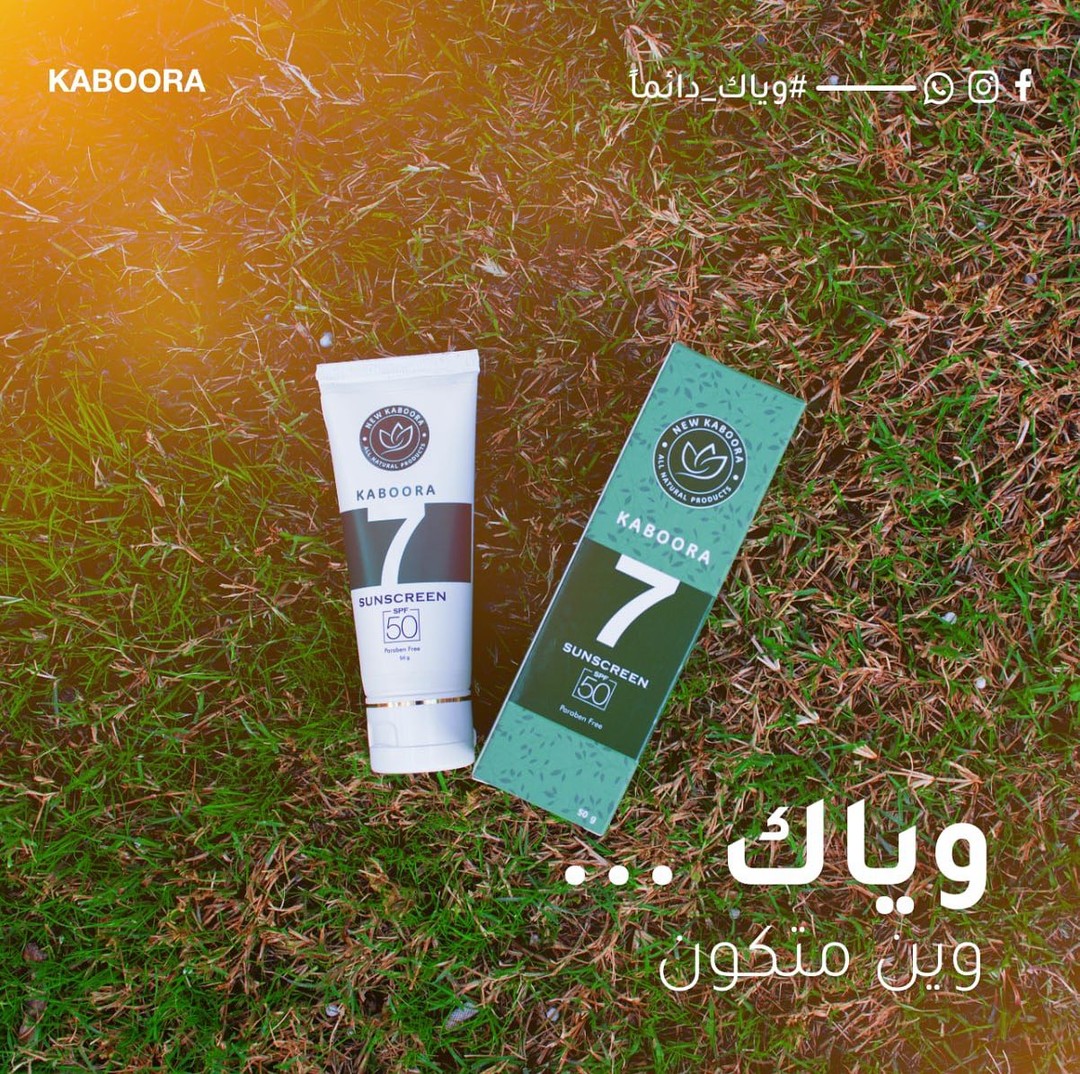 KABOORA
#وياك_دائماً
NEW KABOORA
ALL NATURAL PRODUCTS
KABOORA
7
SUNSCREEN
SPF
50
Paraben Free
50 g
NEW KABOORA
ALL NATURAL PRODUCTS
KABOORA
7
SUNSCREEN
SPF
50
Paraben Free
50 g
وياك ...
وين متكون